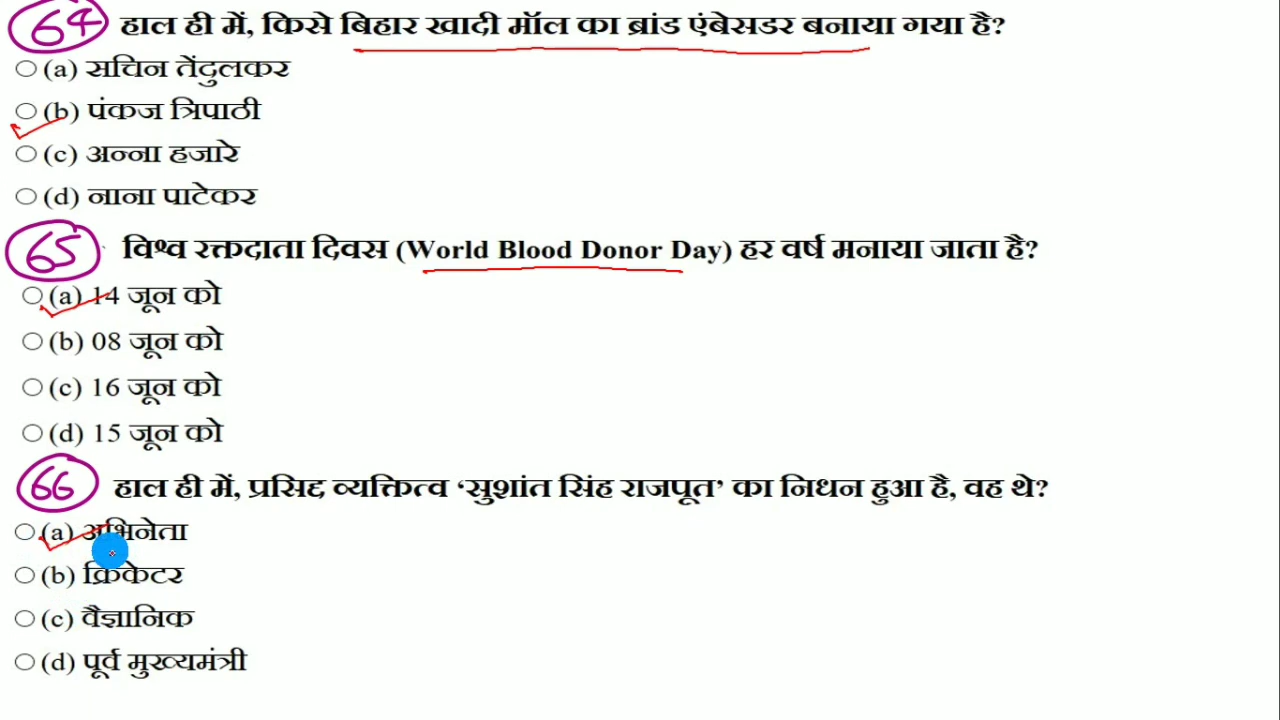 64 हाल ही में, किसे बिहार खादी मॉल का ब्रांड एंबेसडर बनाया गया है?
(a) सचिन तेंदुलकर
(b) पंकज त्रिपाठी
(c) अन्ना हजारे
(d) नाना पाटेकर
65 विश्व रक्तदाता दिवस (World Blood Donor Day) हर वर्ष मनाया जाता है?
(a) 14 जून को
(b) 08 जून को
(c) 16 जून को
(d) 15 जून को
66 हाल ही में, प्रसिद्द व्यक्तित्व ‘सुशांत सिंह राजपूत’ का निधन हुआ है, वह थे?
(a) अभिनेता
(b) क्रिकेटर
(c) वैज्ञानिक
(d) पूर्व मुख्यमंत्री